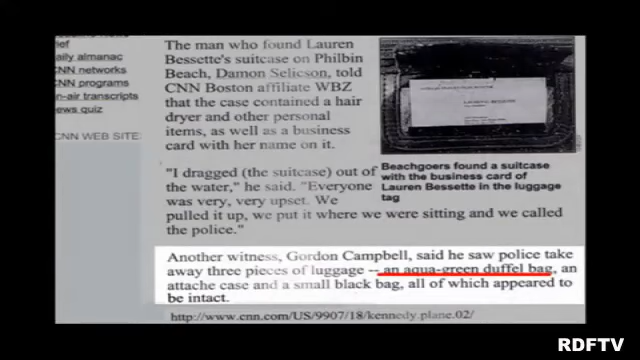 ief
aily almanac
CNN networks
CNN programs
n-air transcripts
ews quiz
CNN WEB SITE
The man who found Lauren
Bessette's suitcase on Philbin
Beach, Damon Selicson, told
CNN Boston affiliate WBZ
that the case contained a hair
dryer and other personal
items, as well as a business
card with her name on it.
Beachgoers found a suitcase
with the business card of
Lauren Bessette in the luggage
tag
"I dragged (the suitcase) out of
the water," he said. "Everyone
was very, very upset. We
pulled it up, we put it where we were sitting and we called
the police."
Another witness, Gordon Campbell, said he saw police take
away three pieces of luggage -- an aqua-green duffel bag, an
attache case and a small black bag, all of which appeared to
be intact.
http://www.cnn.com/US/9907/18/kennedy.plane.02/
RDFTV